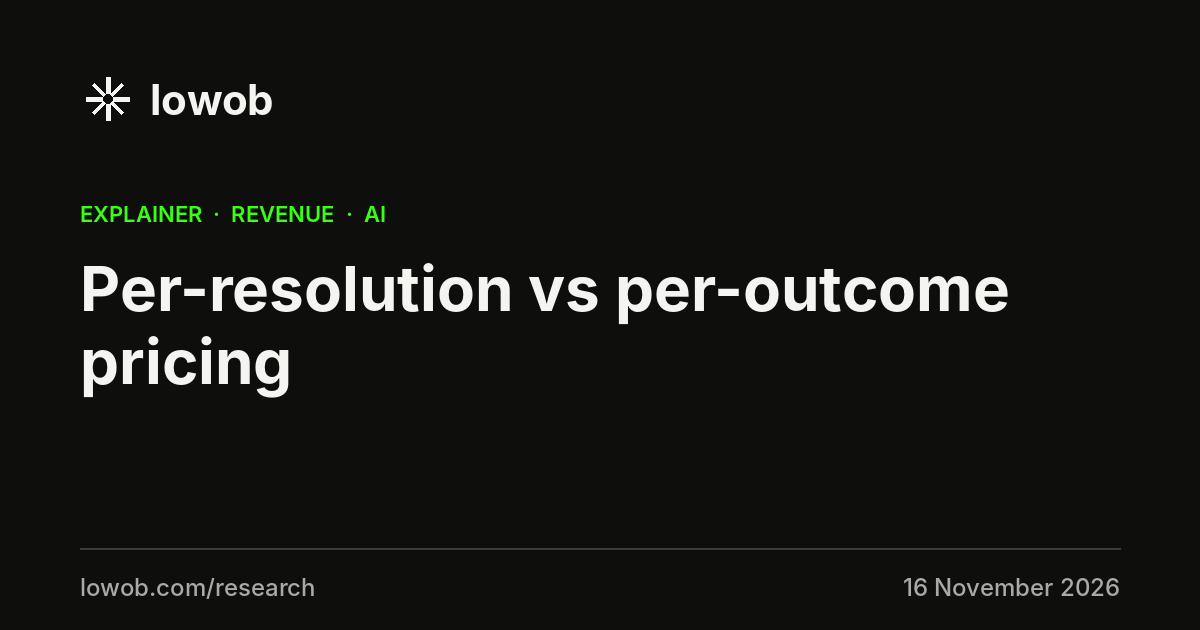 lowob
EXPLAINER · REVENUE · AI
Per-resolution vs per-outcome
pricing
lowob.com/research
16 November 2026